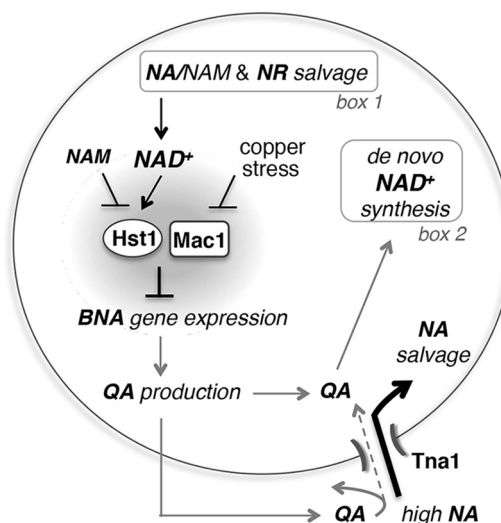 NA/NAM & NR salvage
box 1
NAM
NAD+
copper
stress
de novo
NAD+
synthesis
box 2
Hst1
Mac1
BNA gene expression
NA
salvage
QA production
QA
Tna1
QA
high NA